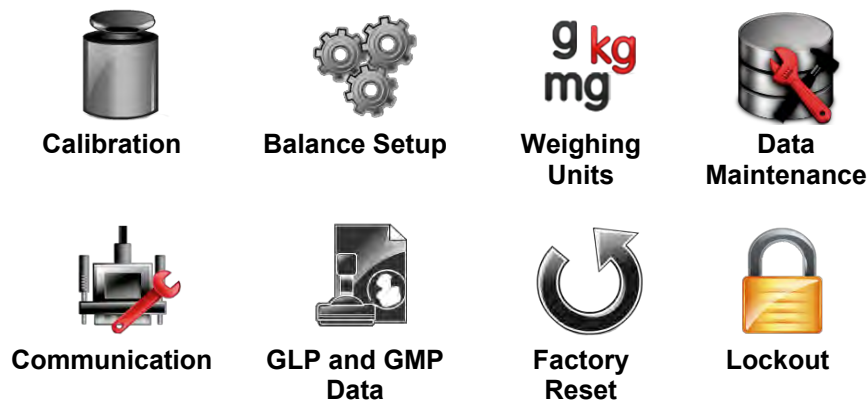 g kg
mg
Calibration
Balance Setup
Weighing
Units
Data
Maintenance
Communication
GLP and GMP
Data
Factory
Reset
Lockout